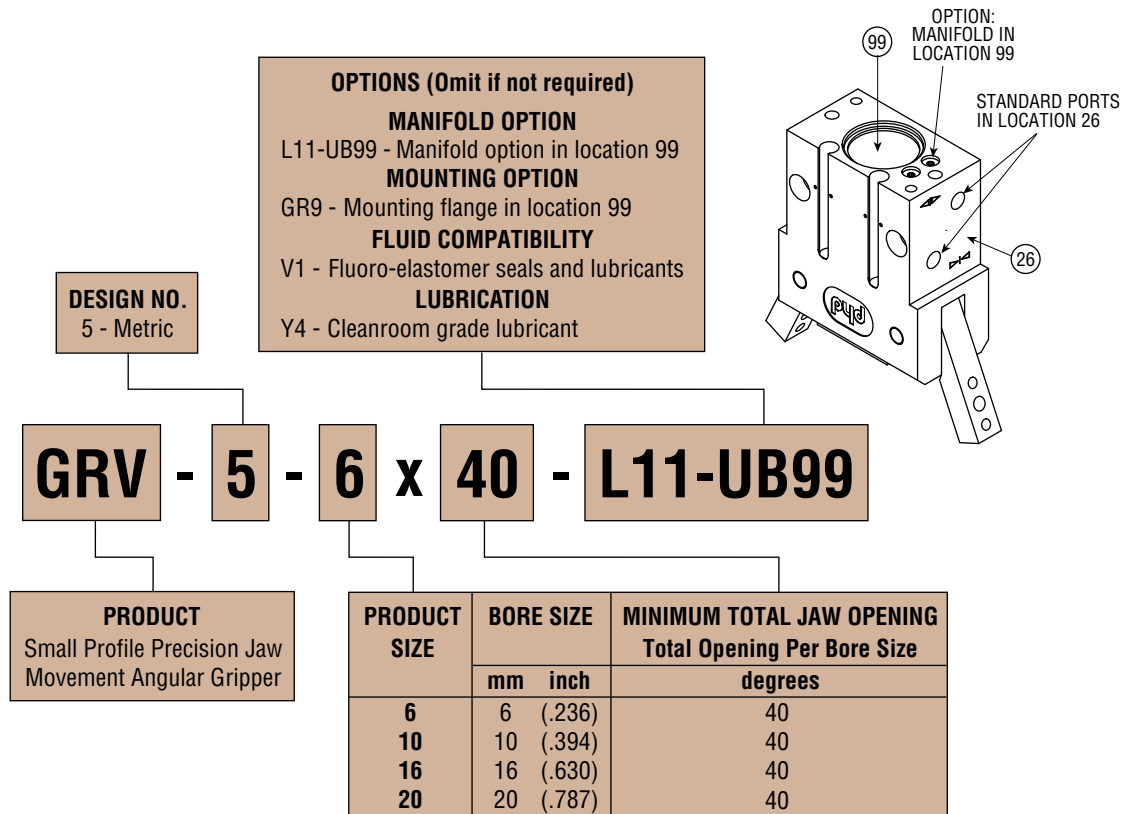 OPTION:
MANIFOLD IN
LOCATION 99
99
STANDARD PORTS
IN LOCATION 26
26
phd
OPTIONS (Omit if not required)
MANIFOLD OPTION
L11-UB99 - Manifold option in location 99
MOUNTING OPTION
GR9 - Mounting flange in location 99
FLUID COMPATIBILITY
V1 - Fluoro-elastomer seals and lubricants
LUBRICATION
Y4 - Cleanroom grade lubricant
DESIGN NO.
5 - Metric
GRV - 5 - 6 x 40 - L11-UB99
PRODUCT
Small Profile Precision Jaw
Movement Angular Gripper
PRODUCT SIZE BORE SIZE MINIMUM TOTAL JAW OPENING
Total Opening Per Bore Size
mm inch degrees
6 6 (.236) 40
10 10 (.394) 40
16 16 (.630) 40
20 20 (.787) 40